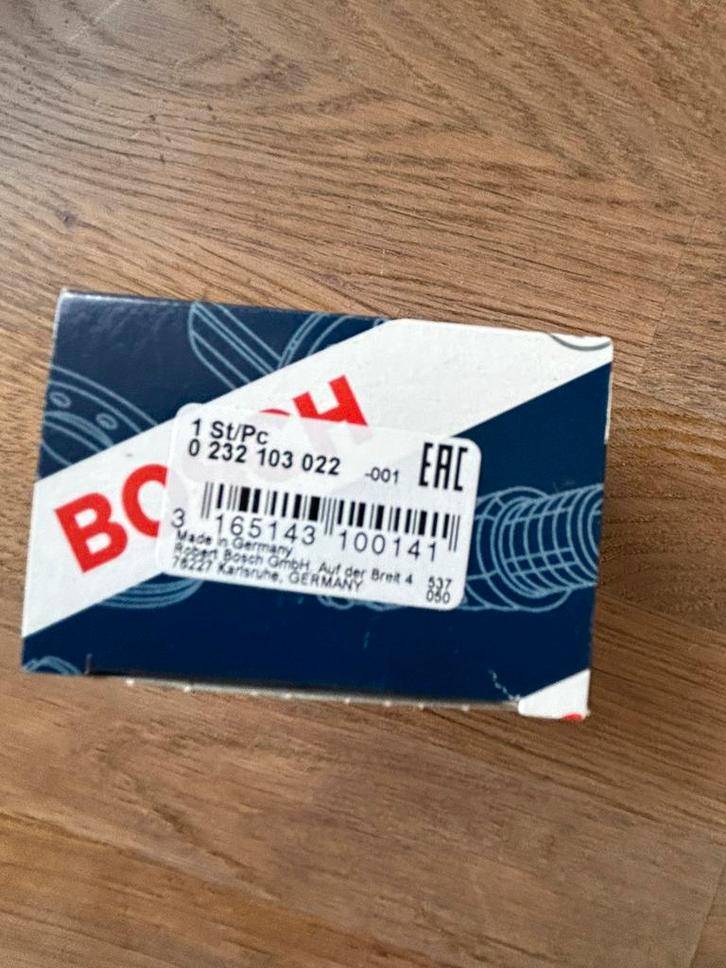 BOSCH
1 St/Pc
0 232 103 022 -001 EAC
3 165143 100141
Made in Germany
Robert Bosch GmbH, Auf der Breit 4 537
76227 Karlsruhe, GERMANY 050